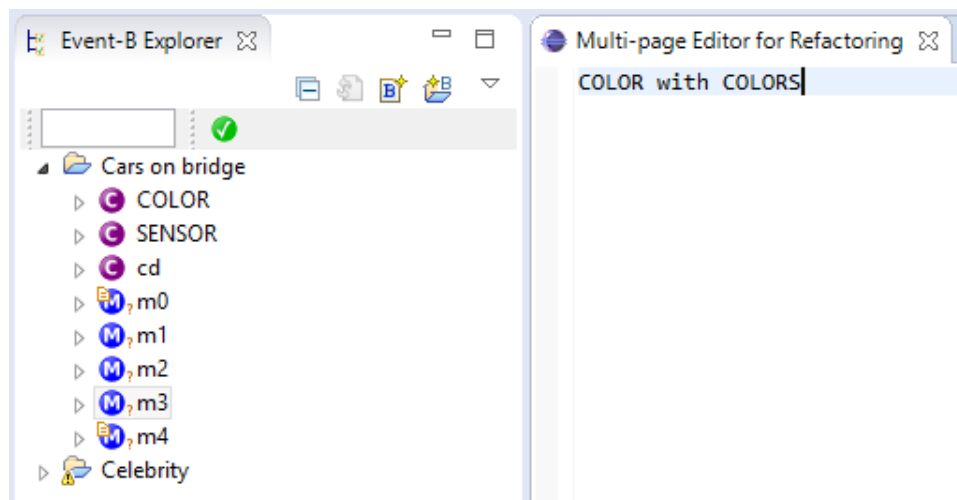 Event-B Explorer
Multi-page Editor for Refactoring
COLOR with COLORS
Cars on bridge
COLOR
SENSOR
cd
m0
m1
m2
m3
m4
Celebrity